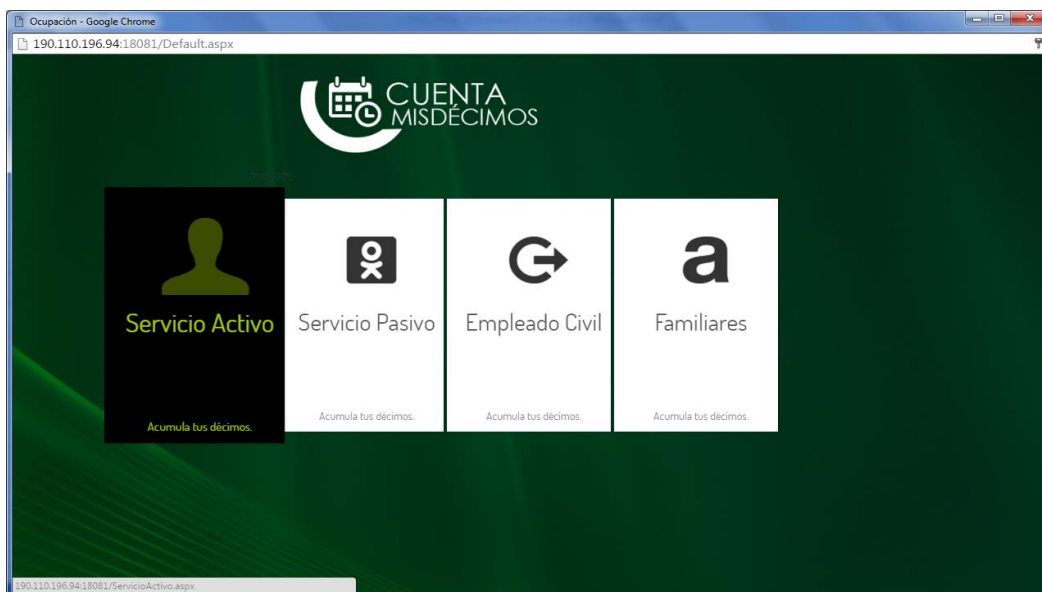 Ocupación - Google Chrome
190.110.196.94:18081/Default.aspx
CUENTA
MISDÉCIMOS
Servicio Activo
Acumula tus décimos.
Servicio Pasivo
Acumula tus décimos.
Empleado Civil
Acumula tus décimos.
a
Familiares
Acumula tus décimos.
190.110.196.94:18081/ServicioActivo.aspx